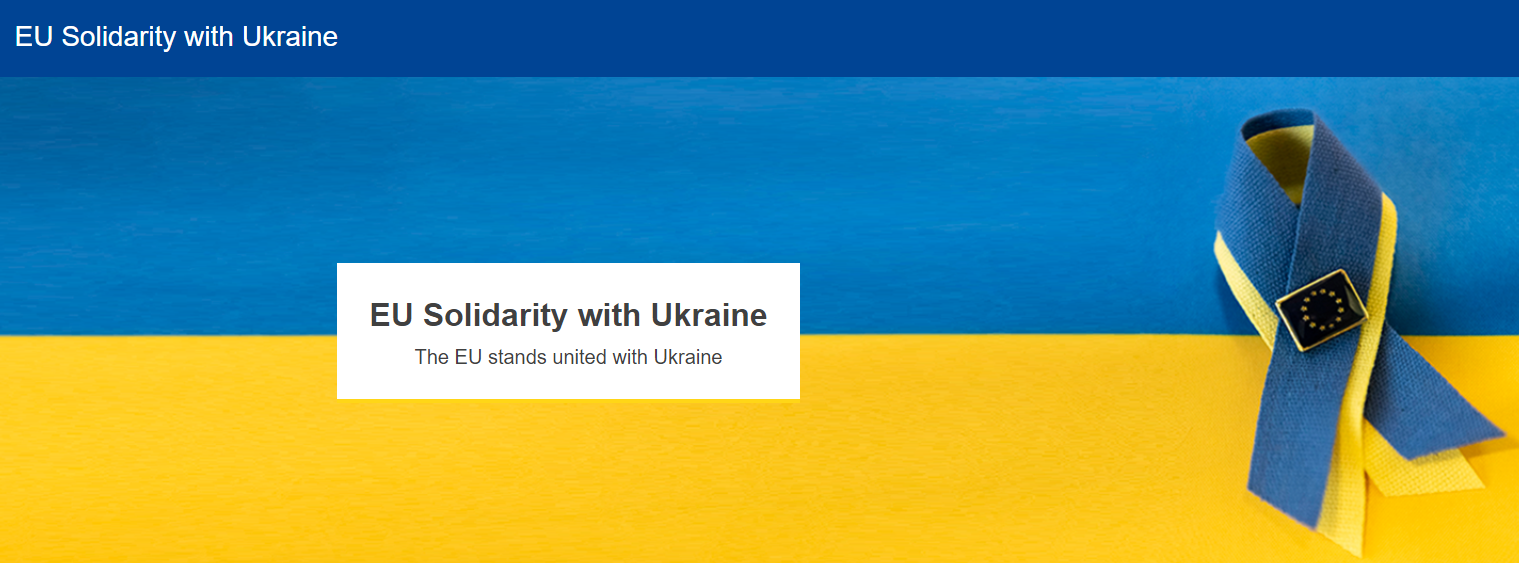 EU Solidarity with Ukraine
EU Solidarity with Ukraine
The EU stands united with Ukraine